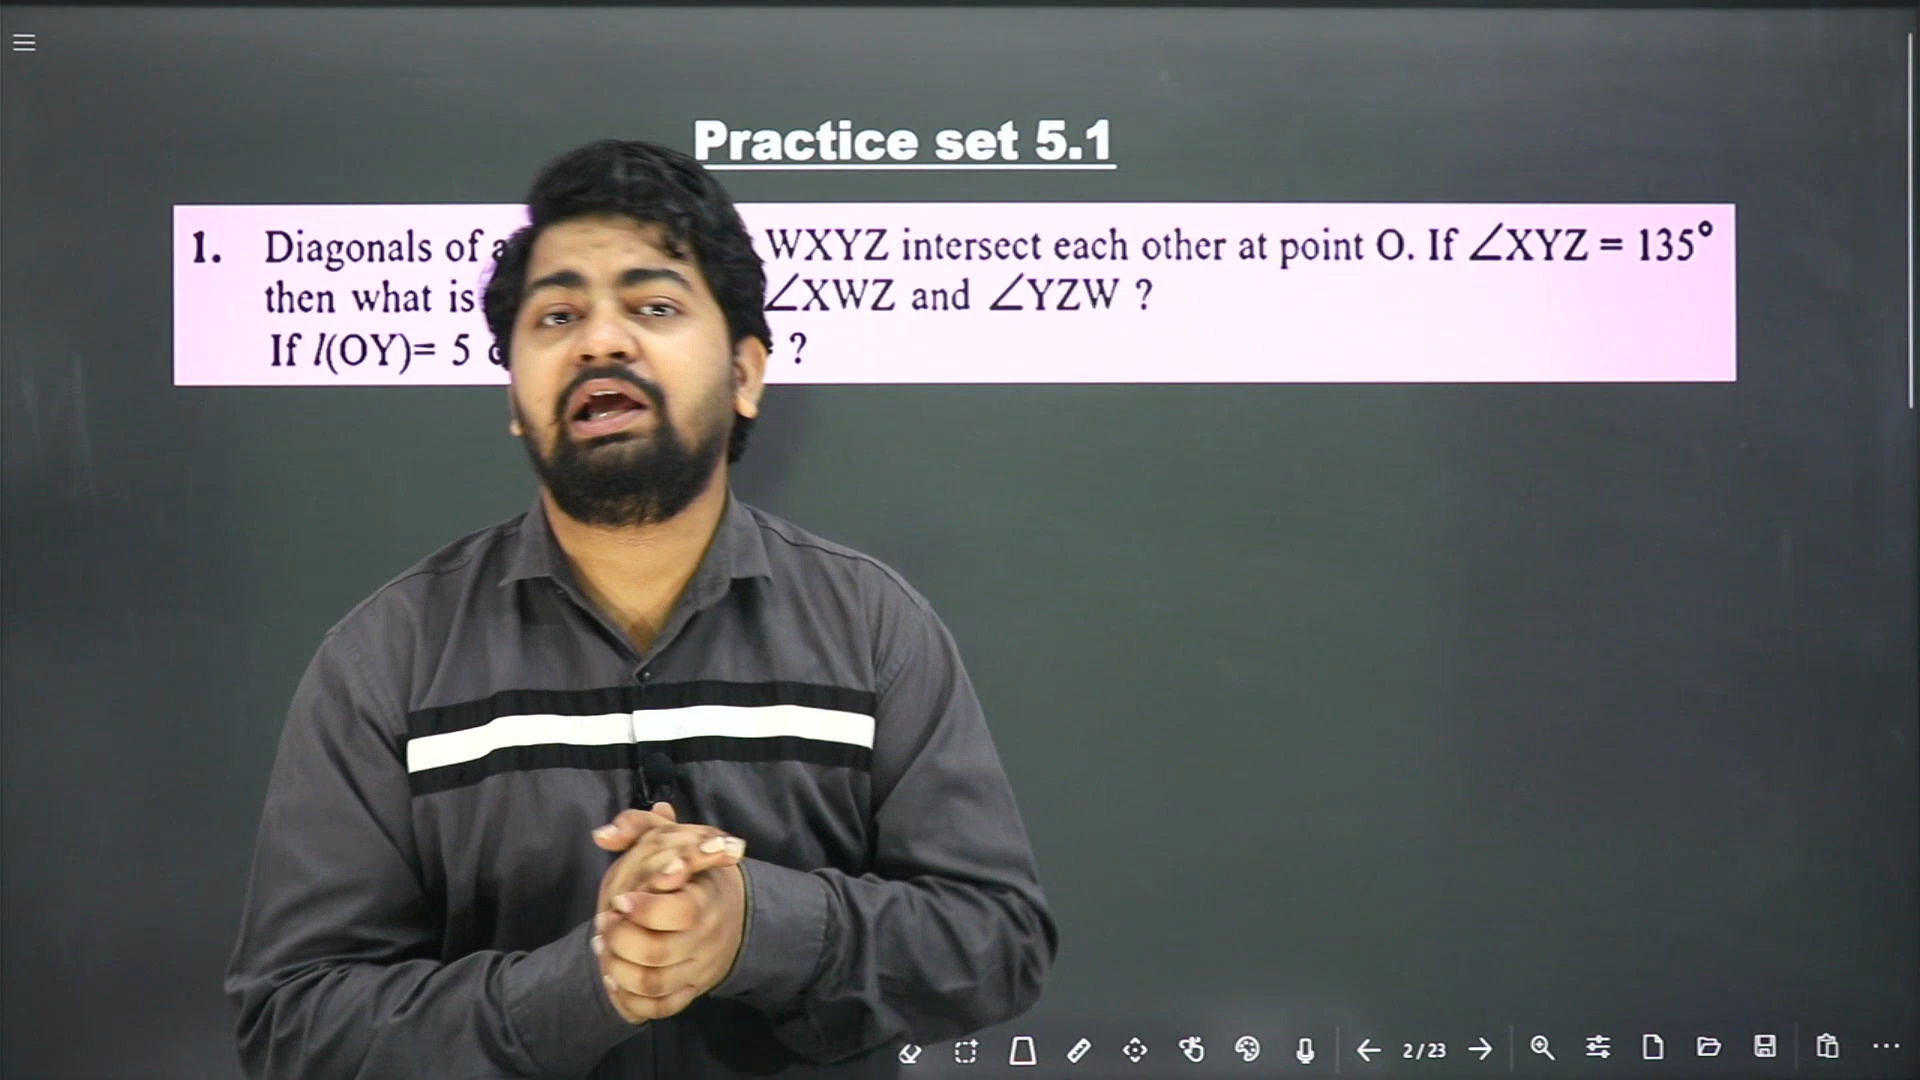 Practice set 5.1
1. Diagonals of a WXYZ intersect each other at point O. If ∠XYZ = 135°
then what is ∠XWZ and ∠YZW ?
If l(OY)= 5 ?
2/23